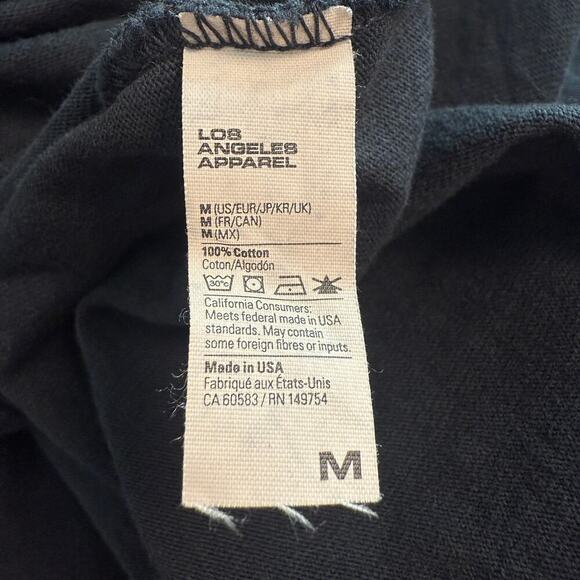 LOS
ANGELES
APPAREL
M (US/EUR/JP/KR/UK)
M (FR/CAN)
M (MX)
100% Cotton
Coton/Algodón
30°C
California Consumers:
Meets federal made in USA
standards. May contain
some foreign fibres or inputs.
Made in USA
Fabriqué aux États-Unis
CA 60583 / RN 149754
M